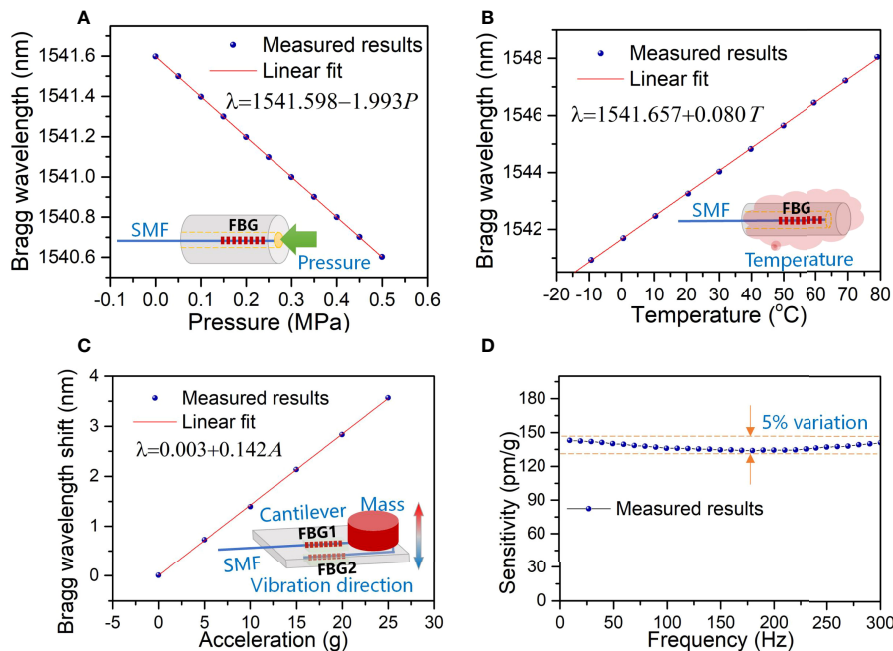 A
Bragg wavelength (nm)
1541.6
1541.4
1541.2
1541.0
1540.8
1540.6
Measured results
Linear fit
λ=1541.598−1.993P
SMF
FBG
Pressure
-0.1 0.0 0.1 0.2 0.3 0.4 0.5 0.6
Pressure (MPa)
B
Bragg wavelength (nm)
1548
1546
1544
1542
Measured results
Linear fit
λ=1541.657+0.080T
SMF
FBG
Temperature
-20 -10 0 10 20 30 40 50 60 70 80
Temperature (°C)
C
Bragg wavelength shift (nm)
4
3
2
1
0
Measured results
Linear fit
λ=0.003+0.142A
Cantilever
Mass
FBG1
SMF
FBG2
Vibration direction
-5 0 5 10 15 20 25 30
Acceleration (g)
D
Sensitivity (pm/g)
180
150
120
90
60
30
0
5% variation
Measured results
0 50 100 150 200 250 300
Frequency (Hz)